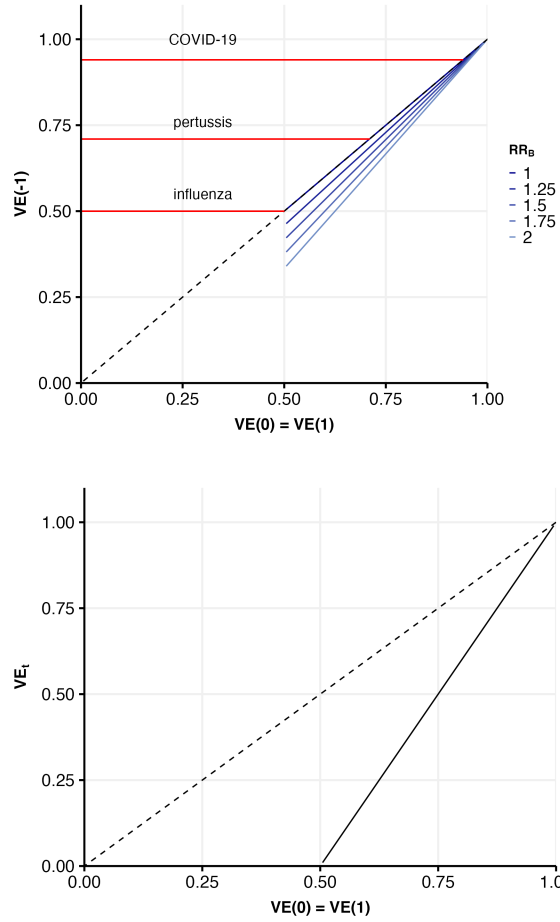 1.00
COVID-19
0.75
pertussis
VE(-1)
0.50
influenza
0.25
0.00
0.00 0.25 0.50 0.75 1.00
VE(0) = VE(1)
RR_B
1
1.25
1.5
1.75
2
1.00
0.75
VE_t
0.50
0.25
0.00
0.00 0.25 0.50 0.75 1.0
VE(0) = VE(1)